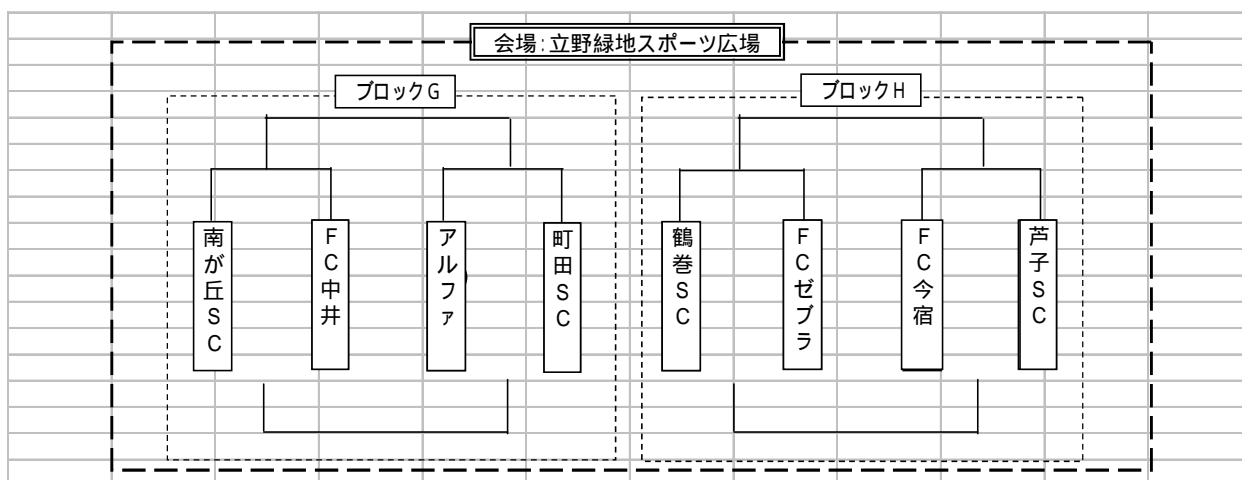 会場:立野緑地スポーツ広場
ブロックG
ブロックH
南が丘SC
FC中井
アルファ
町田SC
鶴巻SC
FCゼブラ
FC今宿
芦子SC